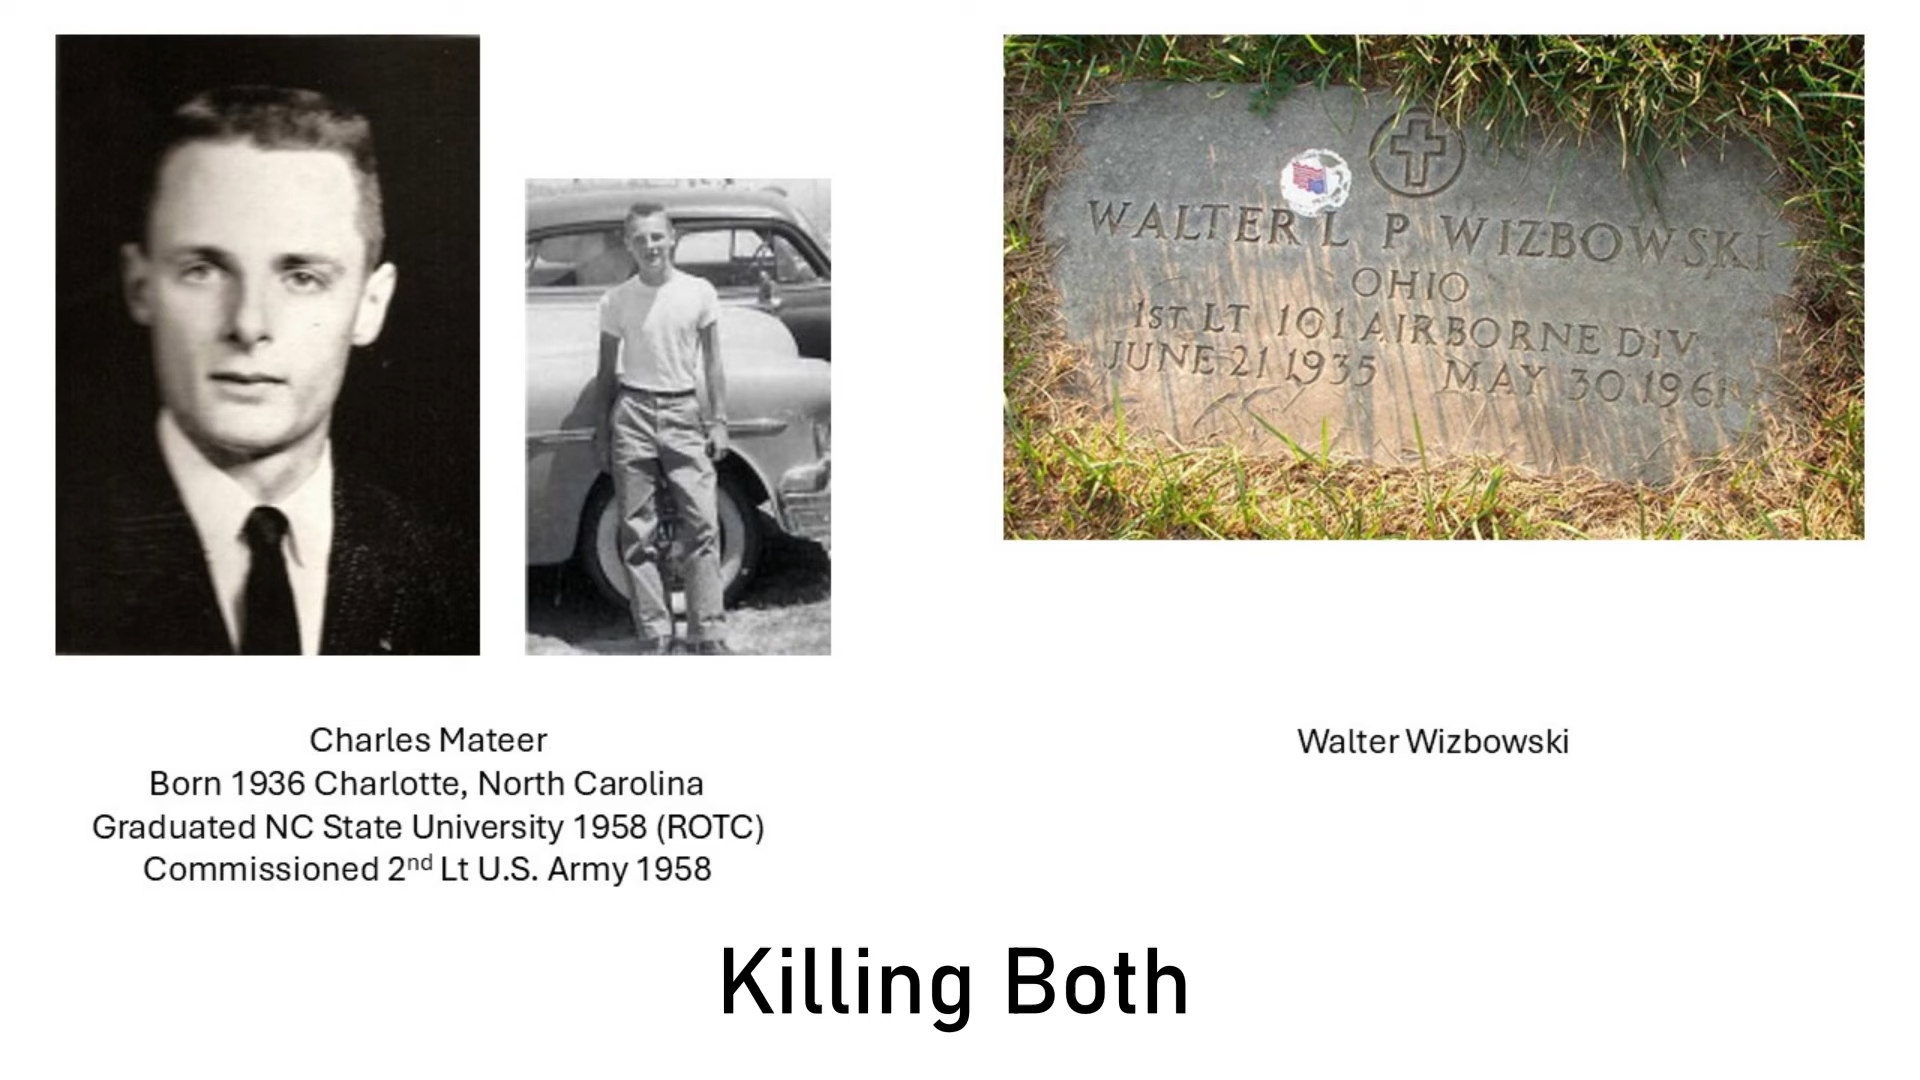 WALTER L P WIZBOWSKI
OHIO
1ST LT 101 AIRBORNE DIV
JUNE 21 1935 MAY 30 1961
Charles Mateer
Born 1936 Charlotte, North Carolina
Graduated NC State University 1958 (ROTC)
Commissioned 2nd Lt U.S. Army 1958
Walter Wizbowski
Killing Both